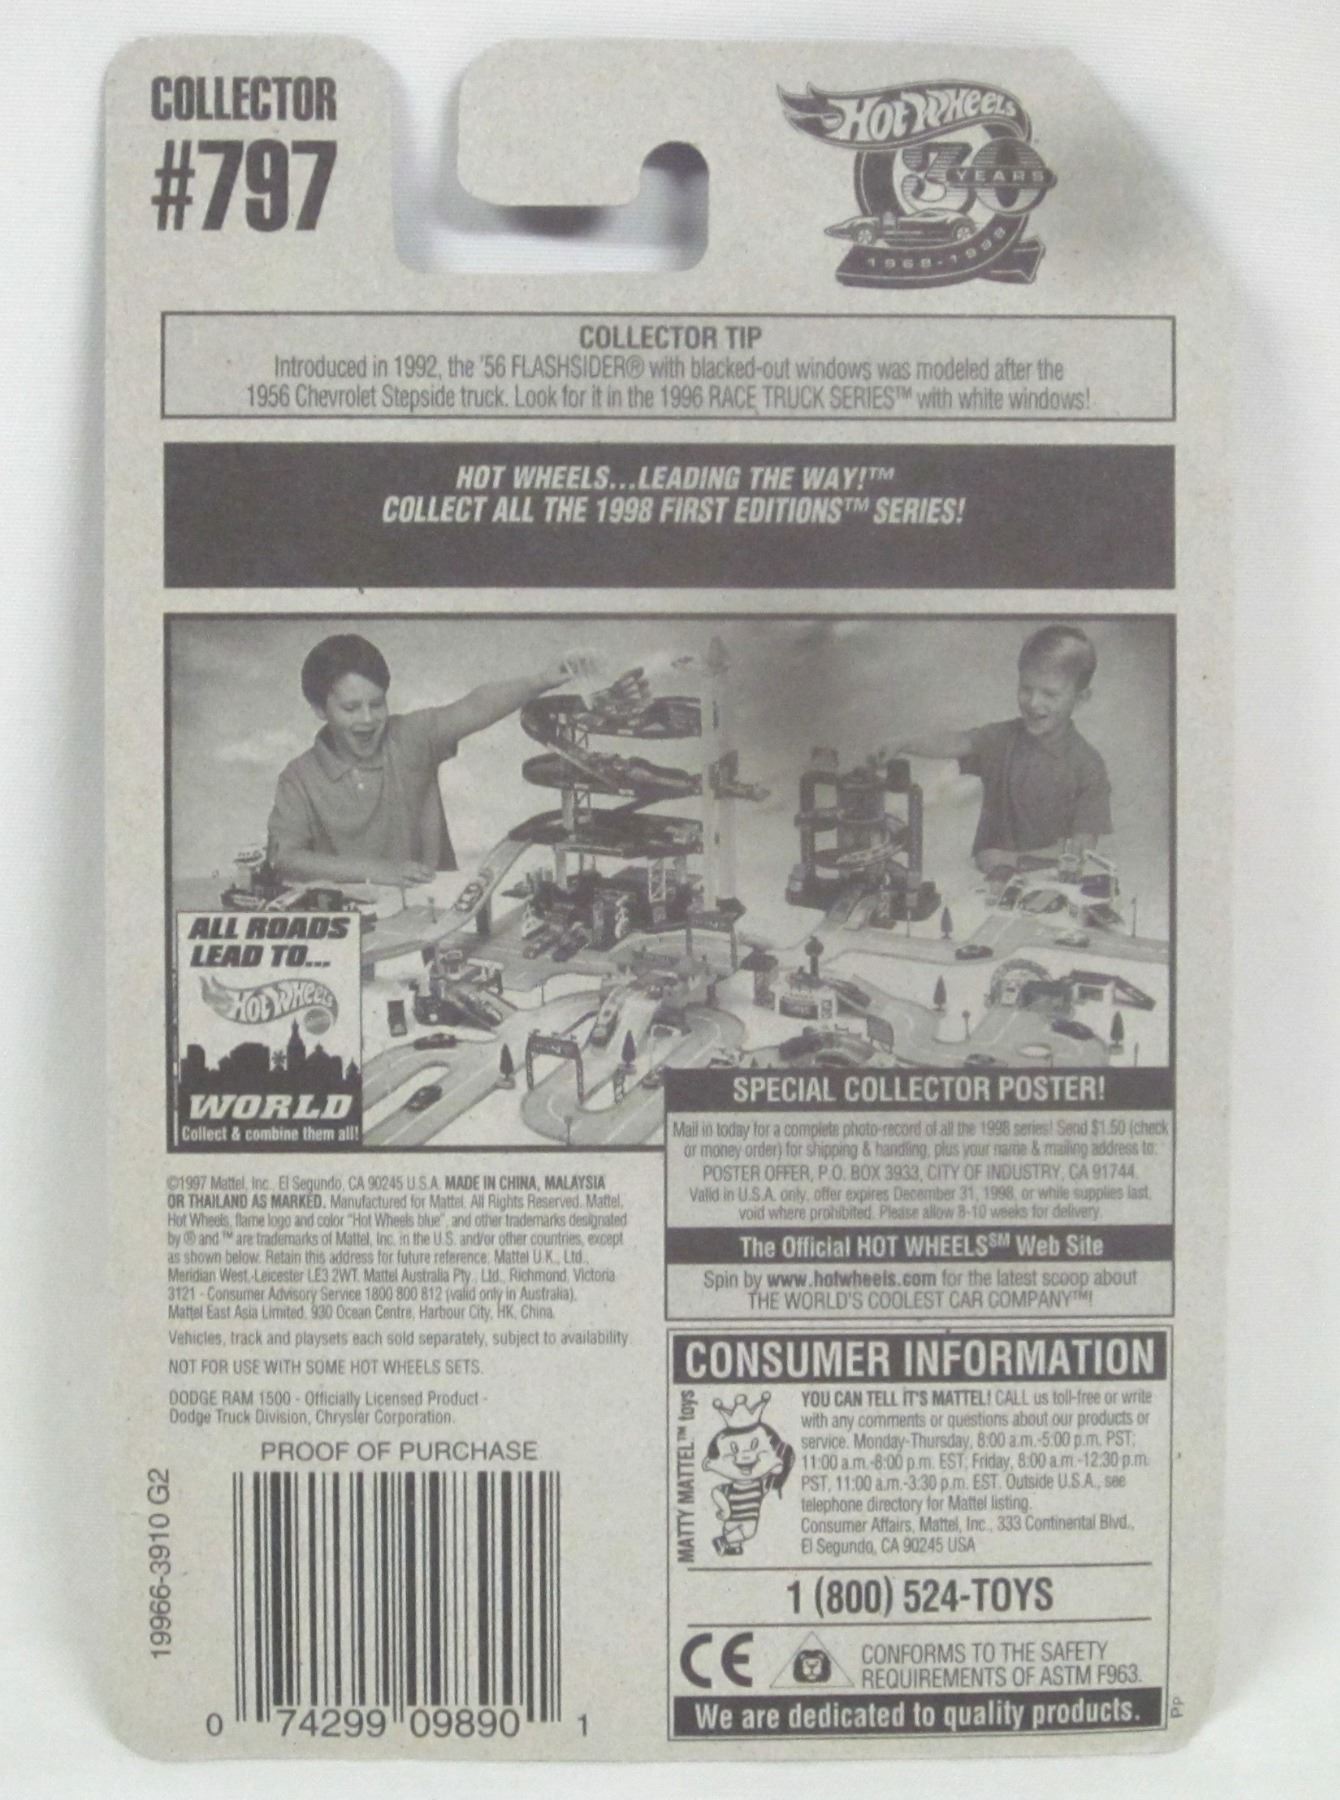 COLLECTOR
#797
HOT WHEELS
30
YEARS
1968-1998
COLLECTOR TIP
Introduced in 1992, the '56 FLASHSIDER® with blacked-out windows was modeled after the
1956 Chevrolet Stepside truck. Look for it in the 1996 RACE TRUCK SERIES™ with white windows!
HOT WHEELS...LEADING THE WAY!™
COLLECT ALL THE 1998 FIRST EDITIONS™ SERIES!
ALL ROADS
LEAD TO...
HOT WHEELS
WORLD
Collect & combine them all!
SPECIAL COLLECTOR POSTER!
Mail in today for a complete photo-record of all the 1998 series! Send $1.50 (check
or money order) for shipping & handling, plus your name & mailing address to:
POSTER OFFER, P.O. BOX 3933, CITY OF INDUSTRY, CA 91744.
Valid in U.S.A. only, offer expires December 31, 1998, or while supplies last,
void where prohibited. Please allow 8-10 weeks for delivery.
The Official HOT WHEELS℠ Web Site
Spin by www.hotwheels.com for the latest scoop about
THE WORLD'S COOLEST CAR COMPANY™!
©1997 Mattel, Inc., El Segundo, CA 90245 U.S.A. MADE IN CHINA, MALAYSIA
OR THAILAND AS MARKED. Manufactured for Mattel. All Rights Reserved. Mattel,
Hot Wheels, flame logo and color "Hot Wheels blue", and other trademarks designated
by ® and ™ are trademarks of Mattel, Inc. in the U.S. and/or other countries, except
as shown below. Retain this address for future reference: Mattel U.K., Ltd.,
Meridian West, Leicester LE3 2WT. Mattel Australia Pty., Ltd., Richmond, Victoria
3121 - Consumer Advisory Service 1800 800 812 (valid only in Australia).
Mattel East Asia Limited, 930 Ocean Centre, Harbour City, HK, China.
Vehicles, track and playsets each sold separately, subject to availability.
NOT FOR USE WITH SOME HOT WHEELS SETS.
DODGE RAM 1500 - Officially Licensed Product -
Dodge Truck Division, Chrysler Corporation.
PROOF OF PURCHASE
19966-3910 G2
0 74299 09890 1
CONSUMER INFORMATION
MATTY MATTEL™ toys
YOU CAN TELL IT'S MATTEL! CALL us toll-free or write
with any comments or questions about our products or
service. Monday-Thursday, 8:00 a.m.-5:00 p.m. PST;
11:00 a.m.-8:00 p.m. EST; Friday, 8:00 a.m.-12:30 p.m.
PST, 11:00 a.m.-3:30 p.m. EST. Outside U.S.A., see
telephone directory for Mattel listing.
Consumer Affairs, Mattel, Inc., 333 Continental Blvd.,
El Segundo, CA 90245 USA
1 (800) 524-TOYS
CE
CONFORMS TO THE SAFETY
REQUIREMENTS OF ASTM F963.
We are dedicated to quality products.
PP